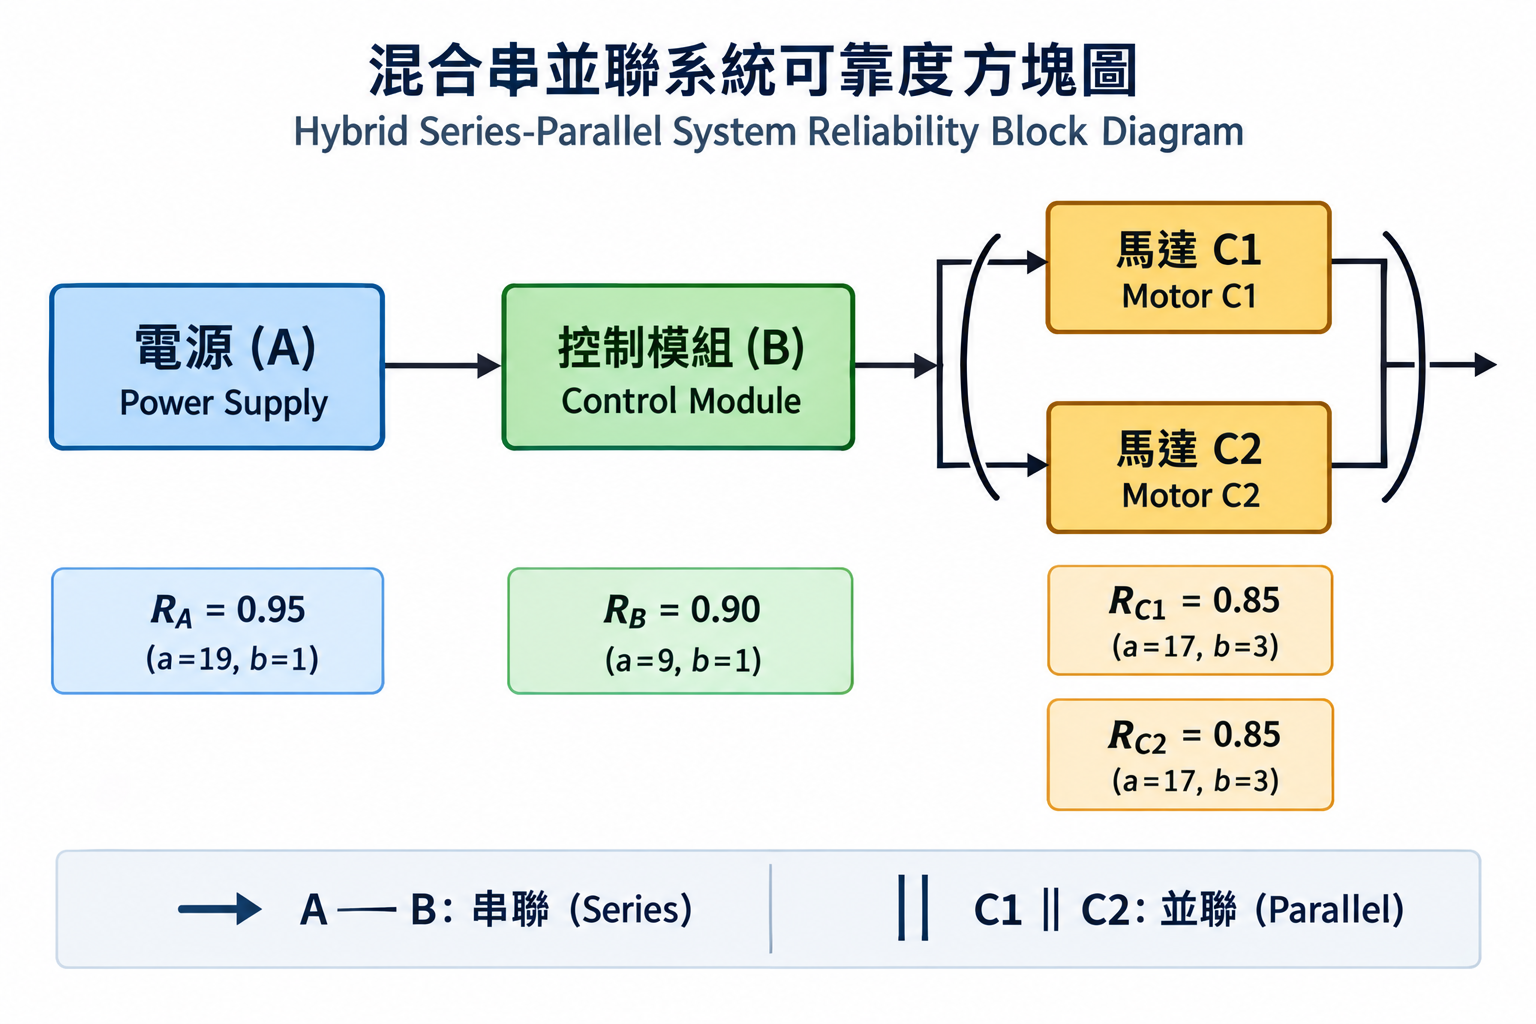 混合串並聯系統可靠度方塊圖
Hybrid Series-Parallel System Reliability Block Diagram
電源 (A)
Power Supply
控制模組 (B)
Control Module
馬達 C1
Motor C1
馬達 C2
Motor C2
R_A = 0.95
(a=19, b=1)
R_B = 0.90
(a=9, b=1)
R_C1 = 0.85
(a=17, b=3)
R_C2 = 0.85
(a=17, b=3)
A — B: 串聯 (Series)
C1 || C2: 並聯 (Parallel)